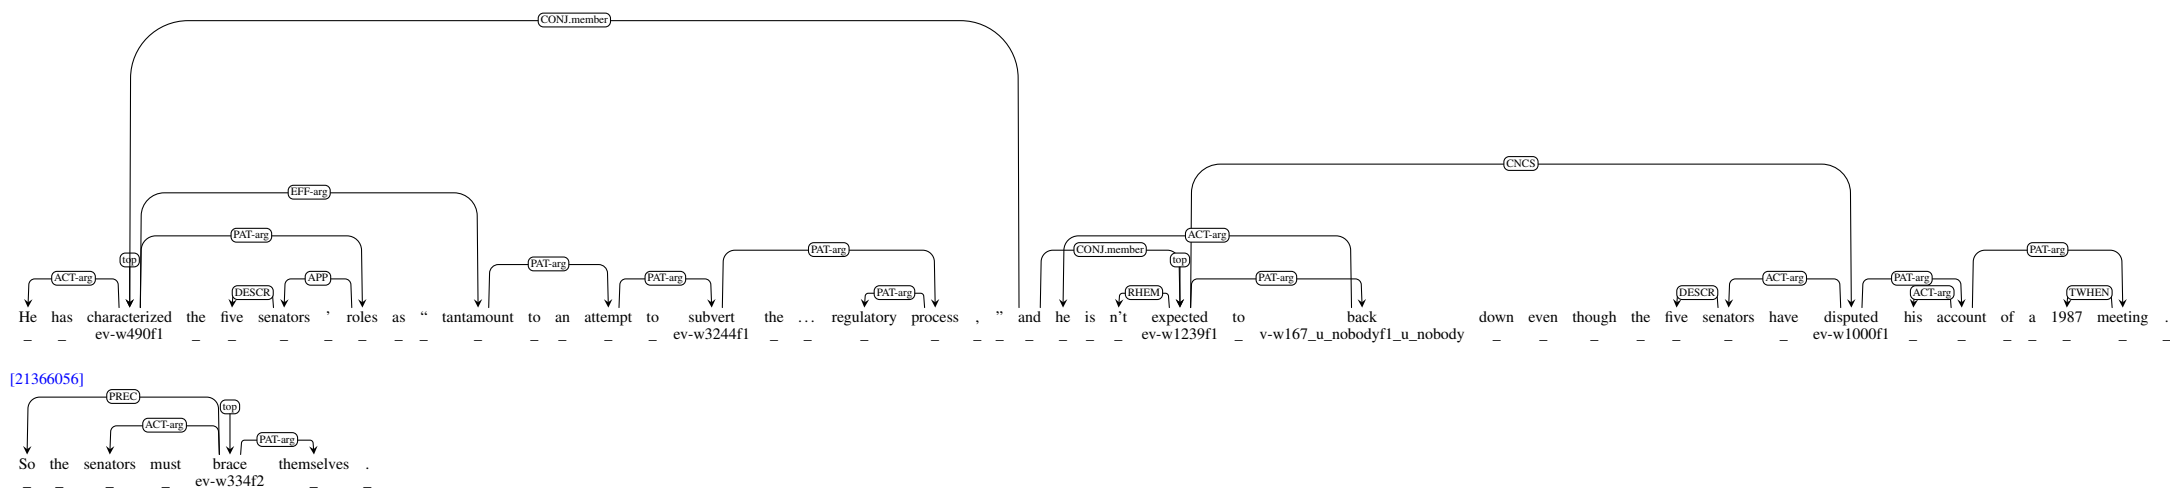 CONJ.member
CNCS
EFF-arg
PAT-arg ACT-arg
top PAT-arg CONJ.member top PAT-arg PAT-arg
ACT-arg APP PAT-arg PAT-arg PAT-arg ACT-arg PAT-arg
DESCR PAT-arg RHEM DESCR ACT-arg TWHEN
He has characterized the five senators ’ roles as “ tantamount to an attempt to subvert the ... regulatory process , ” and he is n’t expected to back down even though the five senators have disputed his account of a 1987 meeting .
_ _ ev-w490f1 _ _ _ _ _ _ _ _ _ _ _ _ ev-w3244f1 _ _ _ _ _ _ _ _ _ _ ev-w1239f1 _ v-w167_u_nobodyf1_u_nobody _ _ _ _ _ _ _ ev-w1000f1 _ _ _ _ _ _ _
[21366056]
PREC top
ACT-arg PAT-arg
So the senators must brace themselves .
_ _ _ _ ev-w334f2 _ _